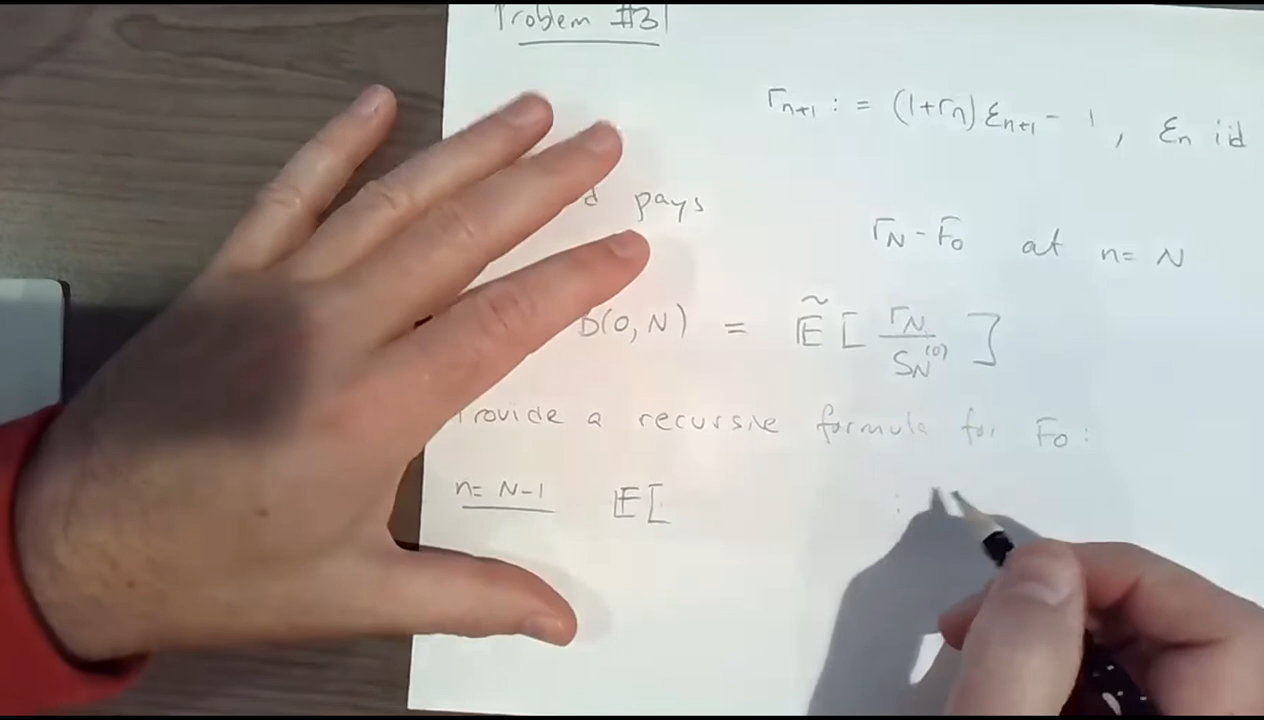 Problem #3
r_{n+1} := (1+r_n) ε_{n+1} - 1 , ε_n iid
pays r_N - F_0 at n= N
D(0,N) = Ẽ [ r_N / S_N^{(0)} ]
Provide a recursive formula for F_0 :
n= N-1 E[ :